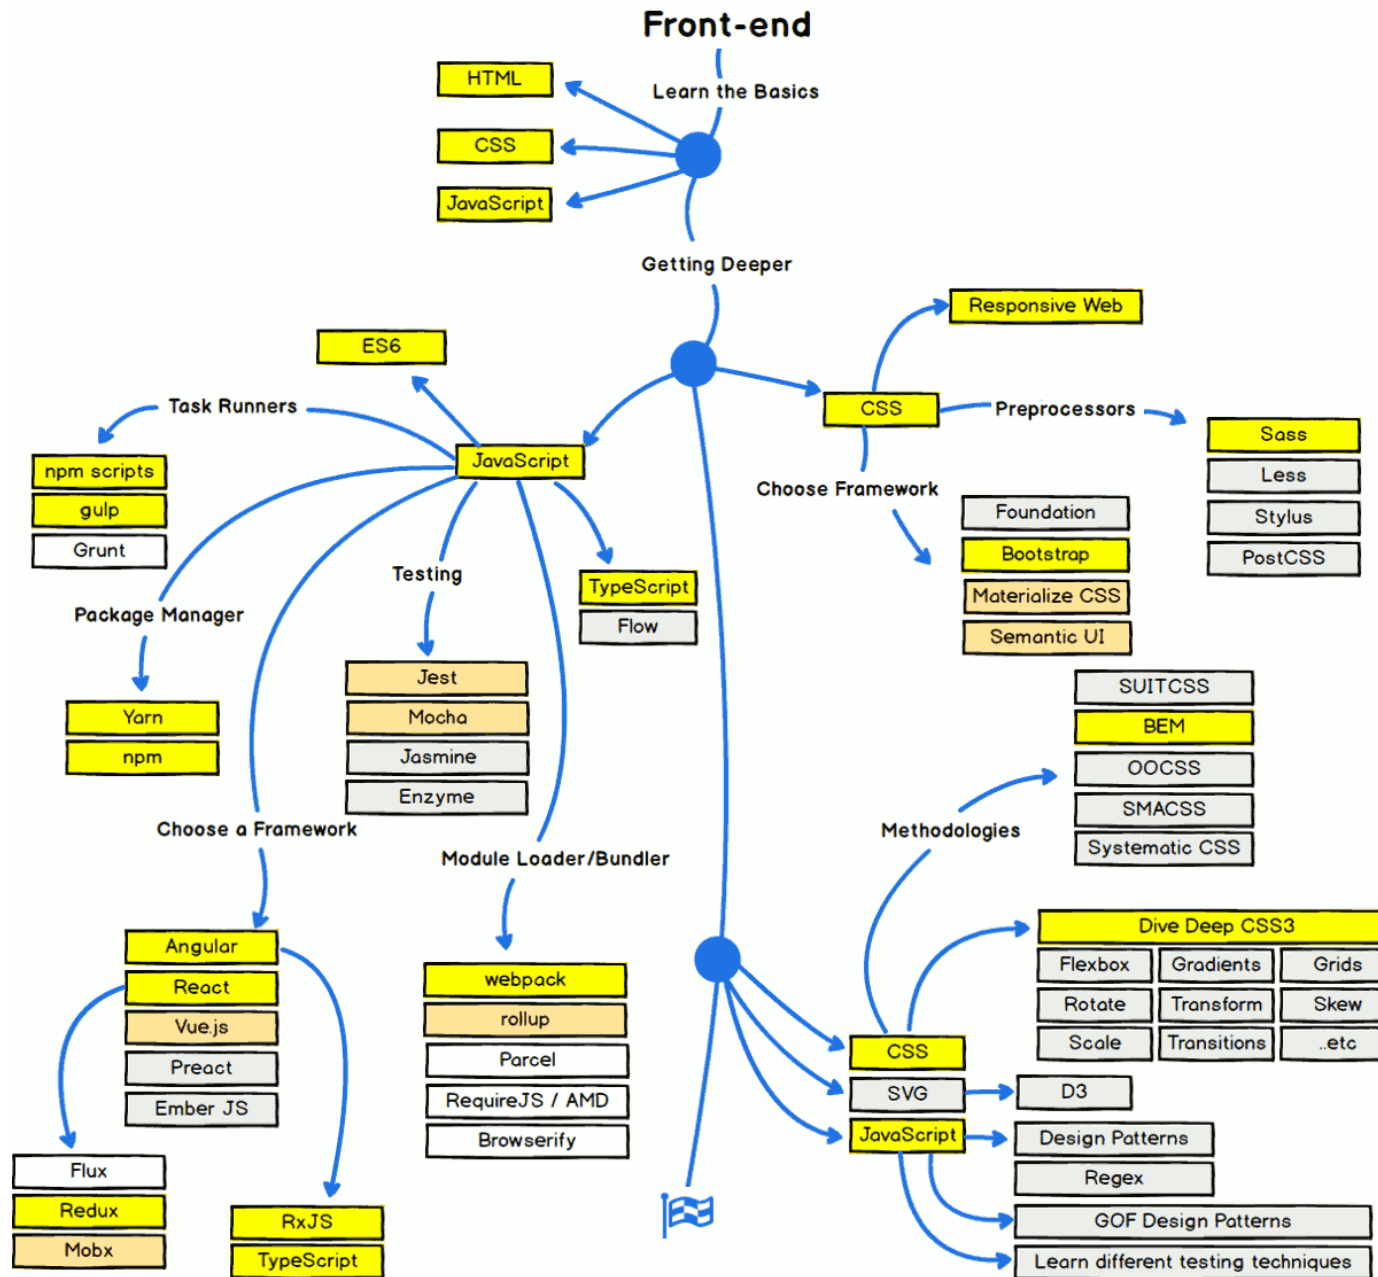 Front-end
Learn the Basics
HTML
CSS
JavaScript
Getting Deeper
Responsive Web
ES6
Task Runners
CSS
Preprocessors
npm scripts
gulp
Grunt
JavaScript
Sass
Less
Stylus
PostCSS
Choose Framework
Foundation
Bootstrap
Materialize CSS
Semantic UI
Testing
TypeScript
Flow
Package Manager
Yarn
npm
Jest
Mocha
Jasmine
Enzyme
SUITCSS
BEM
OOCSS
SMACSS
Systematic CSS
Methodologies
Choose a Framework
Module Loader/Bundler
Angular
React
Vue.js
Preact
Ember JS
webpack
rollup
Parcel
RequireJS / AMD
Browserify
Dive Deep CSS3
Flexbox Gradients Grids
Rotate Transform Skew
Scale Transitions ..etc
CSS
SVG
D3
JavaScript
Design Patterns
Regex
GOF Design Patterns
Learn different testing techniques
Flux
Redux
Mobx
RxJS
TypeScript